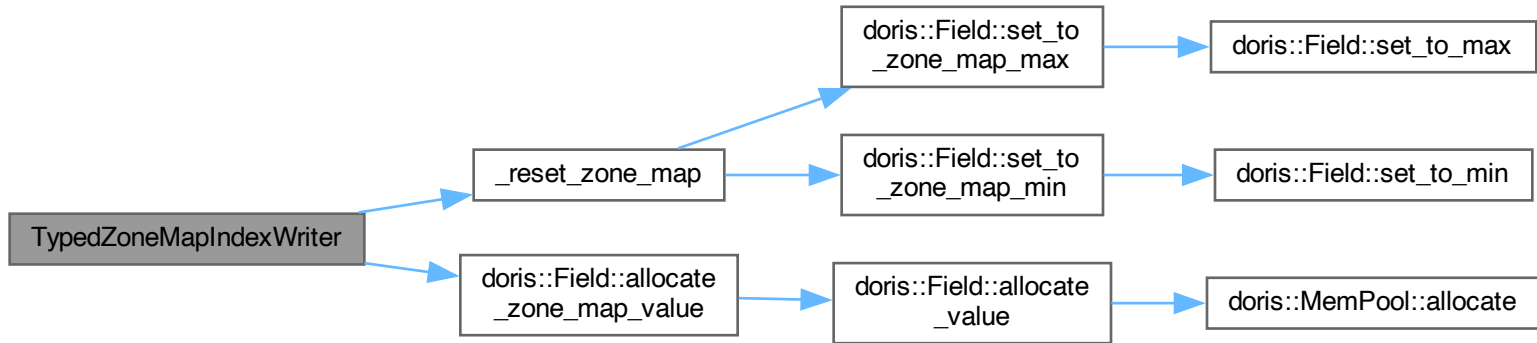 TypedZoneMapIndexWriter
_reset_zone_map
doris::Field::set_to
_zone_map_max
doris::Field::set_to_max
doris::Field::set_to
_zone_map_min
doris::Field::set_to_min
doris::Field::allocate
_zone_map_value
doris::Field::allocate
_value
doris::MemPool::allocate